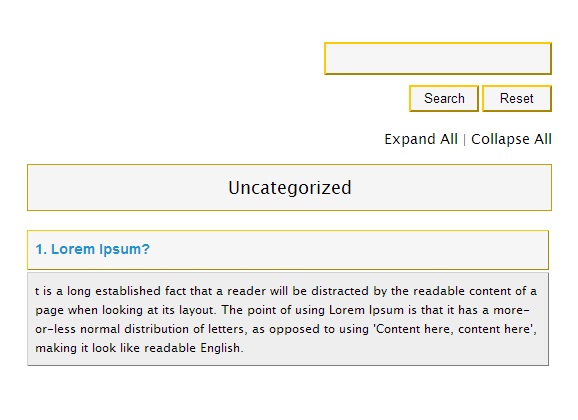 Search Reset
Expand All | Collapse All
Uncategorized
1. Lorem Ipsum?
t is a long established fact that a reader will be distracted by the readable content of a
page when looking at its layout. The point of using Lorem Ipsum is that it has a more-
or-less normal distribution of letters, as opposed to using 'Content here, content here',
making it look like readable English.